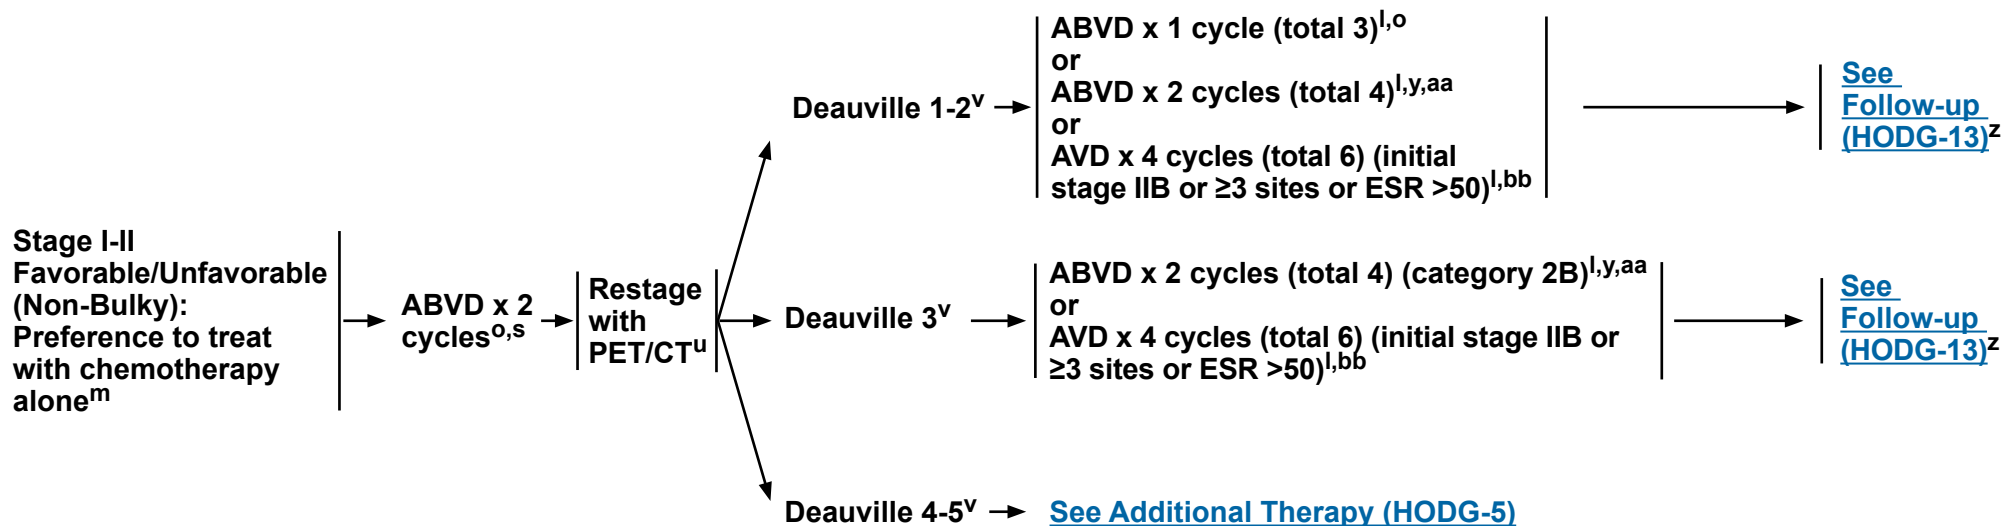 Stage I-II
Favorable/Unfavorable
(Non-Bulky):
Preference to treat
with chemotherapy
alone^m
ABVD x 2
cycles^o,s
Restage
with
PET/CT^u
Deauville 1-2^v
ABVD x 1 cycle (total 3)^l,o
or
ABVD x 2 cycles (total 4)^l,y,aa
or
AVD x 4 cycles (total 6) (initial
stage IIB or ≥3 sites or ESR >50)^l,bb
See
Follow-up
(HODG-13)^z
Deauville 3^v
ABVD x 2 cycles (total 4) (category 2B)^l,y,aa
or
AVD x 4 cycles (total 6) (initial stage IIB or
≥3 sites or ESR >50)^l,bb
See
Follow-up
(HODG-13)^z
Deauville 4-5^v
See Additional Therapy (HODG-5)